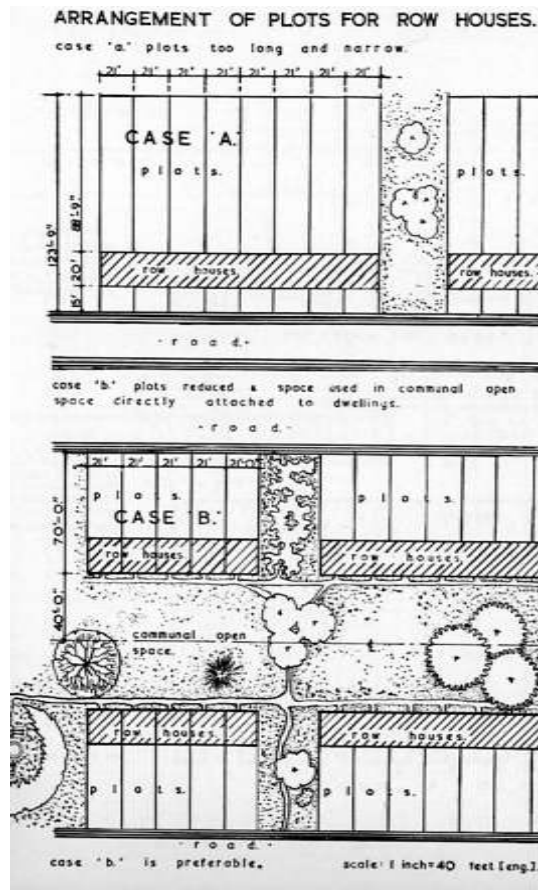 ARRANGEMENT OF PLOTS FOR ROW HOUSES.
case 'a.' plots too long and narrow.
21' 21' 21' 21' 21' 21' 21' 21'
CASE 'A.'
plots.
plots.
123'-9"
88'-9"
20'
15'
row houses.
row houses.
-road.-
case 'b.' plots reduced & space used in communal open
space directly attached to dwellings.
-road.-
21' 21' 21' 21'
plots.
plots.
CASE 'B.'
70'-0"
row houses.
row houses.
40'-0"
communal open
space.
row houses.
row houses.
plots.
plots.
-road.-
case 'b.' is preferable.
scale: 1 inch=40 feet [eng.]